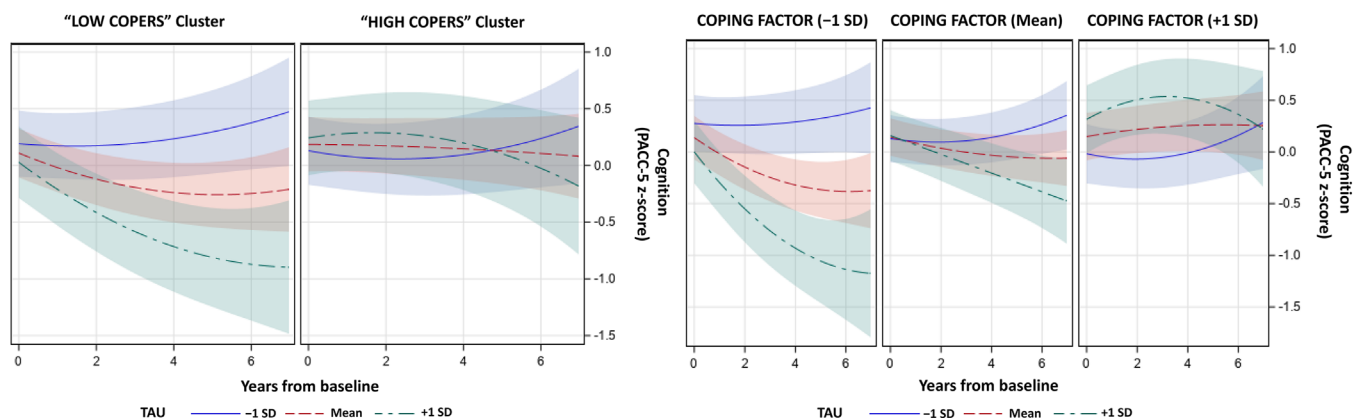 “LOW COPERS” Cluster
“HIGH COPERS” Cluster
1.0
0.5
0.0
-0.5
-1.0
-1.5
Cognition
(PACC-5 z-score)
0 2 4 6
0 2 4 6
Years from baseline
TAU −1 SD Mean +1 SD
COPING FACTOR (−1 SD)
COPING FACTOR (Mean)
COPING FACTOR (+1 SD)
1.0
0.5
0.0
-0.5
-1.0
-1.5
Cognition
(PACC-5 z-score)
0 2 4 6
0 2 4 6
0 2 4 6
Years from baseline
TAU −1 SD Mean +1 SD